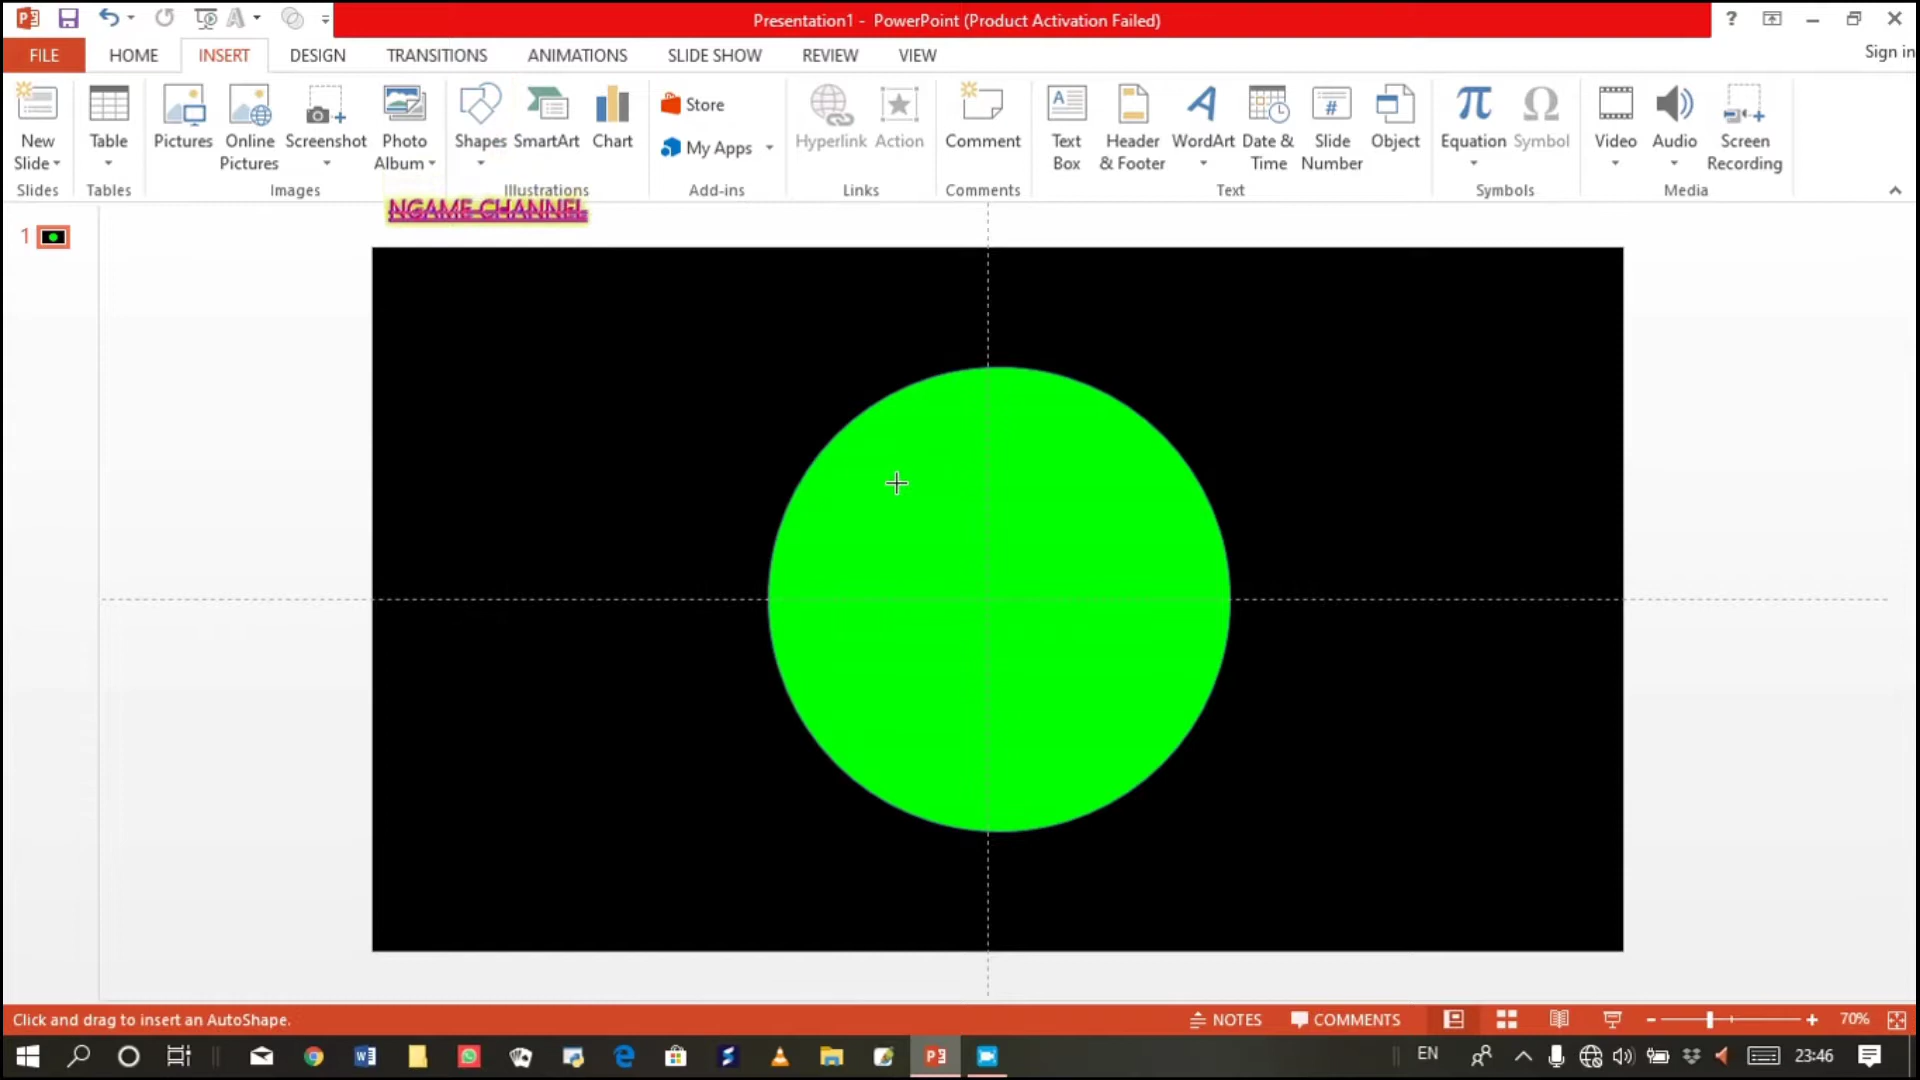 Presentation1 - PowerPoint (Product Activation Failed)
?
FILE HOME INSERT DESIGN TRANSITIONS ANIMATIONS SLIDE SHOW REVIEW VIEW Sign in
New Slide
Table
Pictures
Online Pictures
Screenshot
Photo Album
Shapes
SmartArt
Chart
Store
My Apps
Hyperlink
Action
Comment
Text Box
Header & Footer
WordArt
Date & Time
Slide Number
Object
Equation
Symbol
Video
Audio
Screen Recording
Slides Tables Images Illustrations Add-ins Links Comments Text Symbols Media
NGAME CHANNEL
1
Click and drag to insert an AutoShape. NOTES COMMENTS 70%
EN 23:46